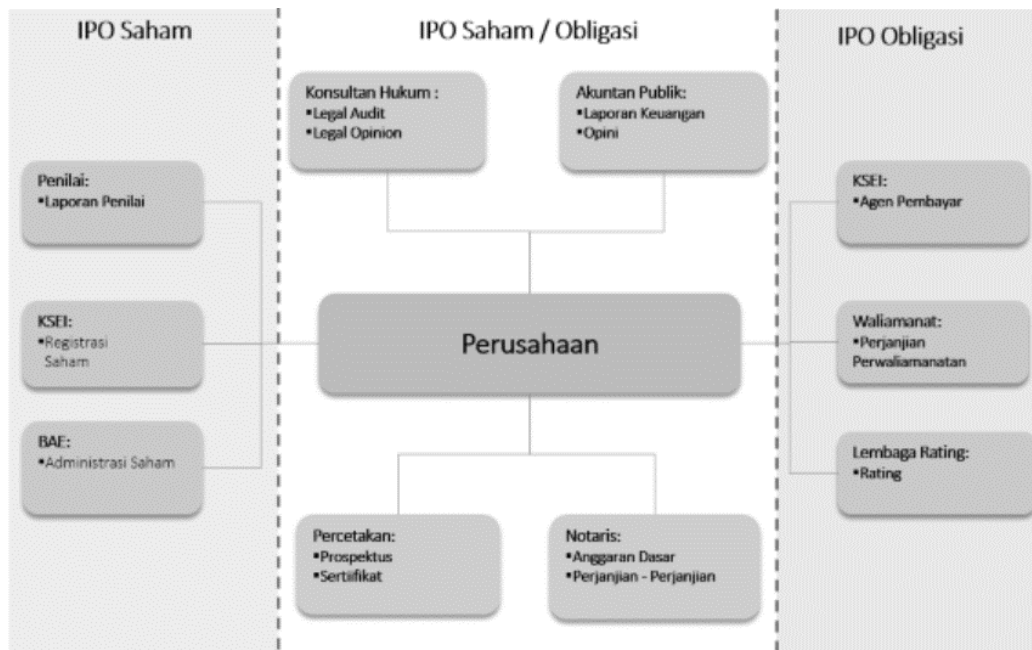 IPO Saham
IPO Saham / Obligasi
IPO Obligasi
Konsultan Hukum :
▪Legal Audit
▪Legal Opinion
Akuntan Publik:
▪Laporan Keuangan
▪Opini
Penilai:
▪Laporan Penilai
KSEI:
▪Registrasi
Saham
BAE:
▪Administrasi Saham
Perusahaan
KSEI:
▪Agen Pembayar
Waliamanat:
▪Perjanjian
Perwaliamanatan
Lembaga Rating:
▪Rating
Percetakan:
▪Prospektus
▪Sertiifikat
Notaris:
▪Anggaran Dasar
▪Perjanjian - Perjanjian